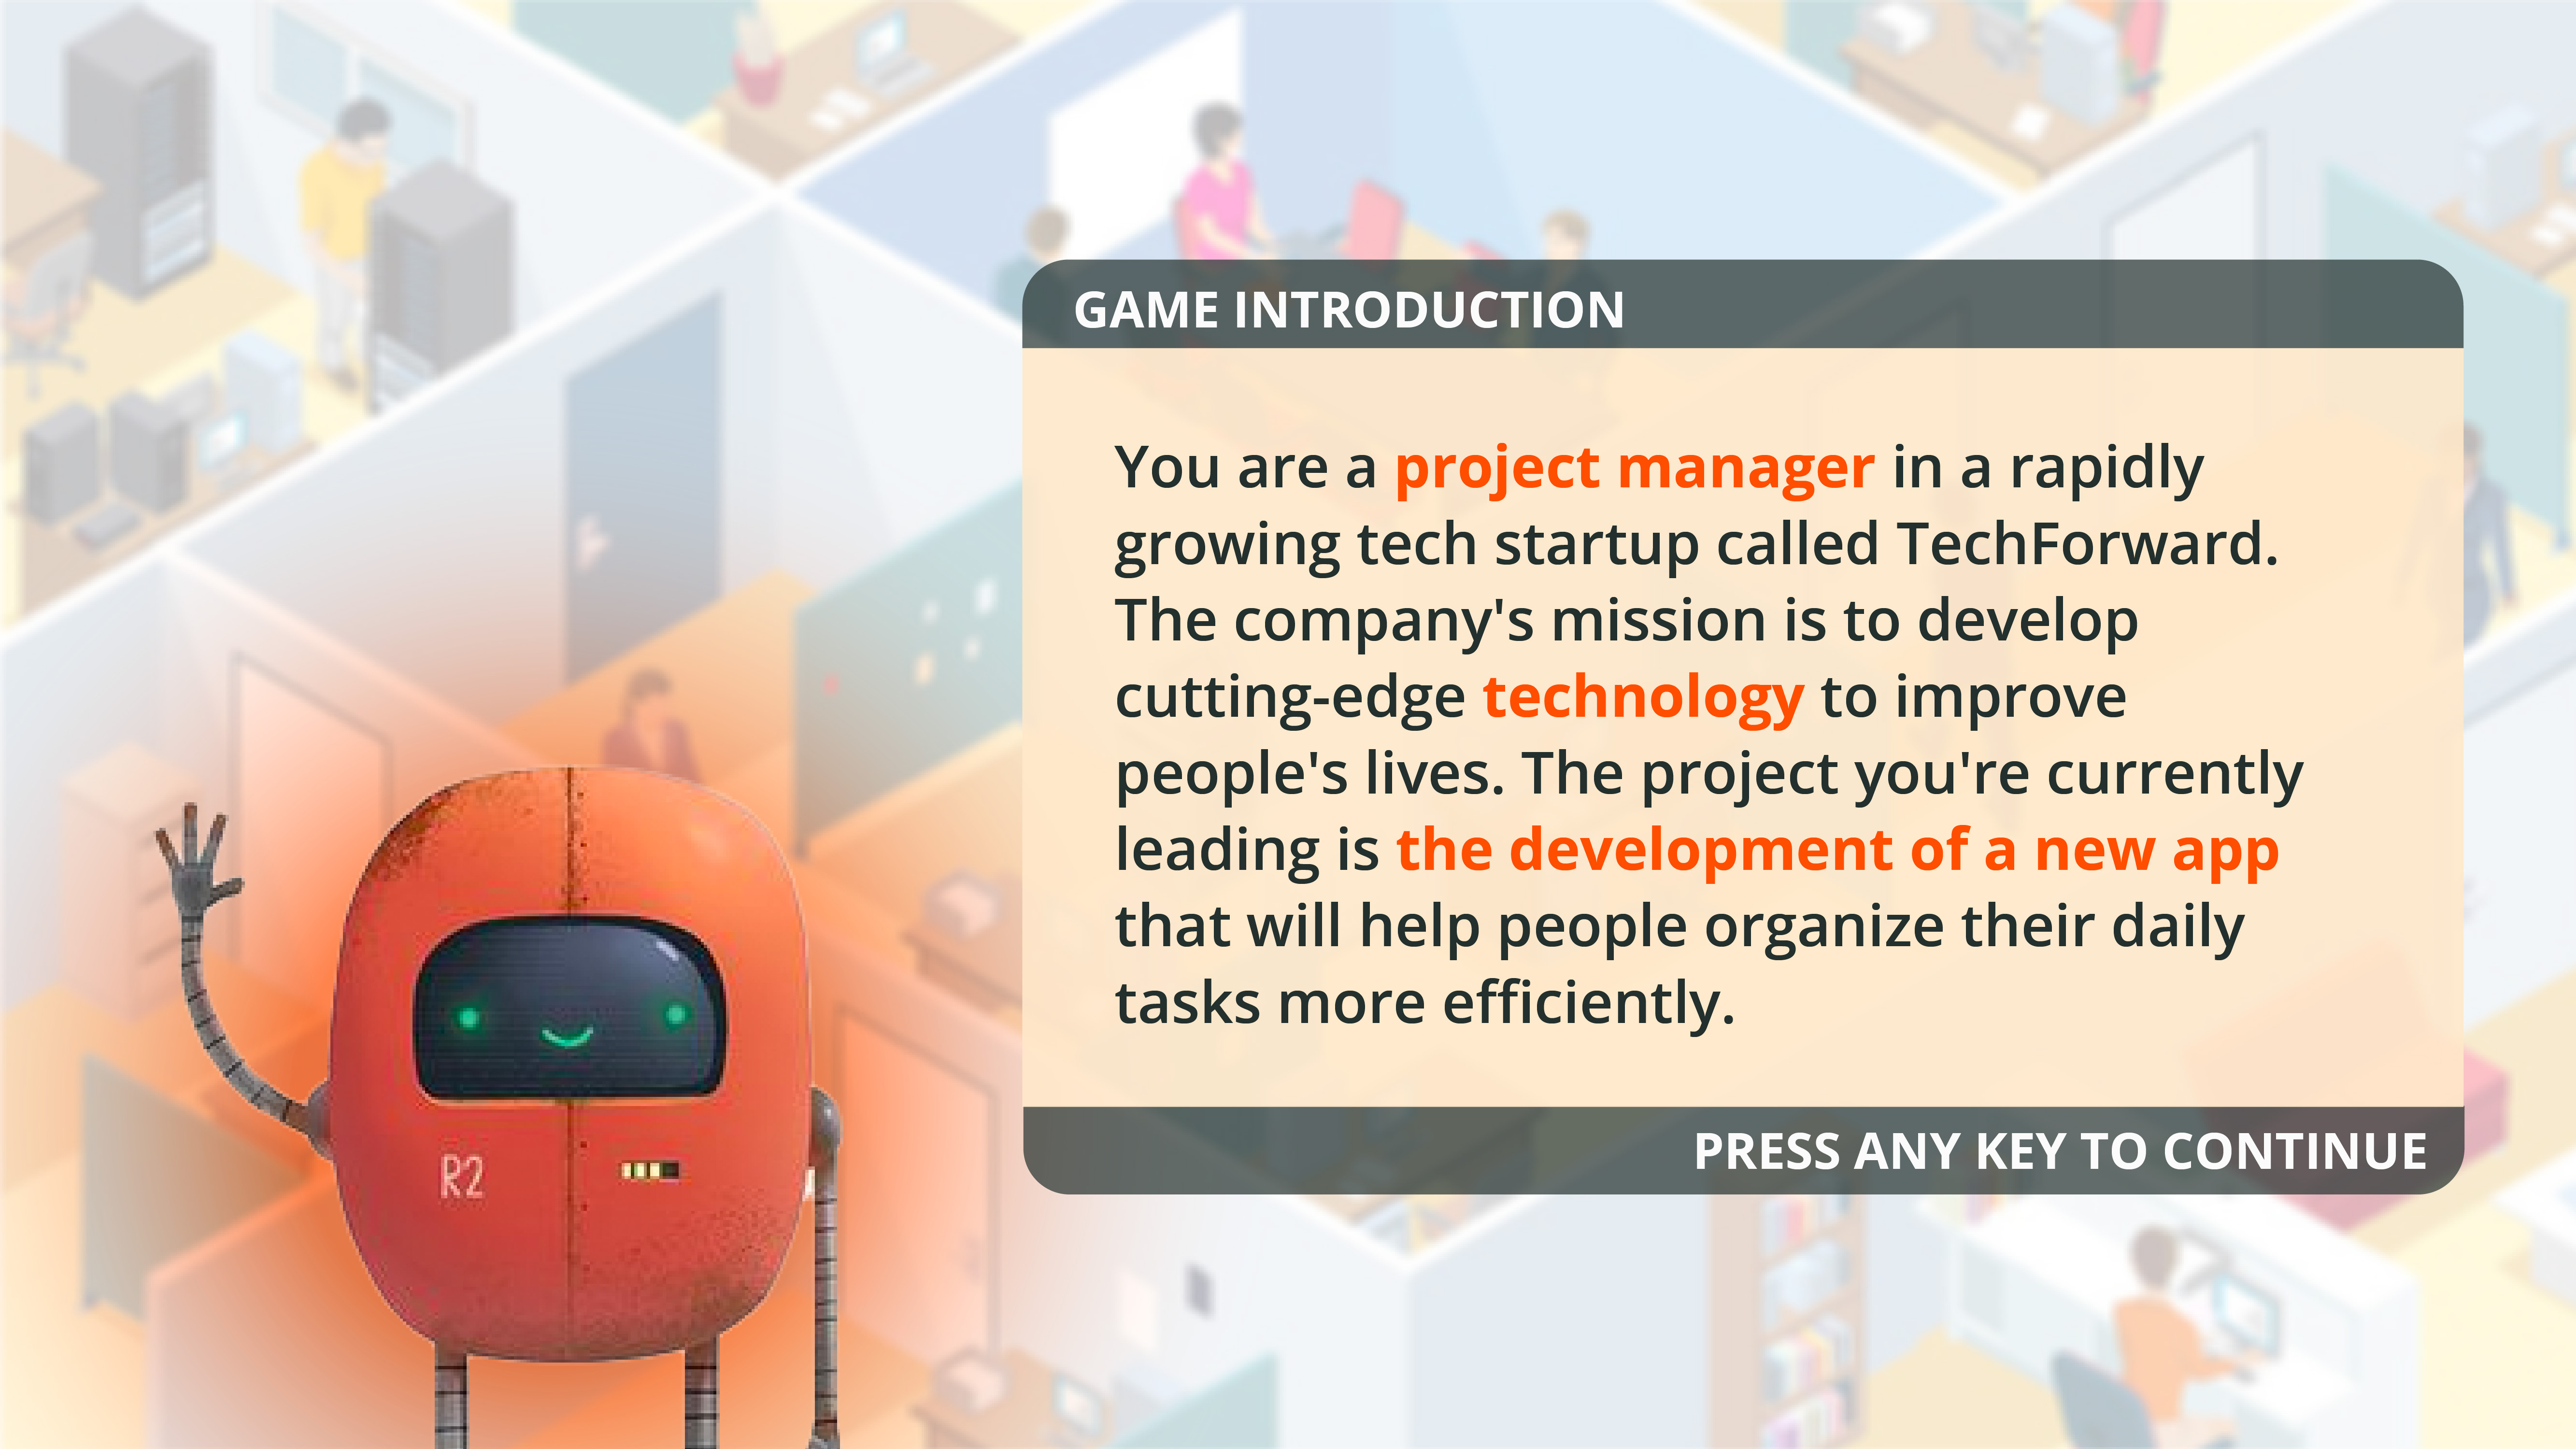 GAME INTRODUCTION
You are a project manager in a rapidly
growing tech startup called TechForward.
The company's mission is to develop
cutting-edge technology to improve
people's lives. The project you're currently
leading is the development of a new app
that will help people organize their daily
tasks more efficiently.
PRESS ANY KEY TO CONTINUE
R2